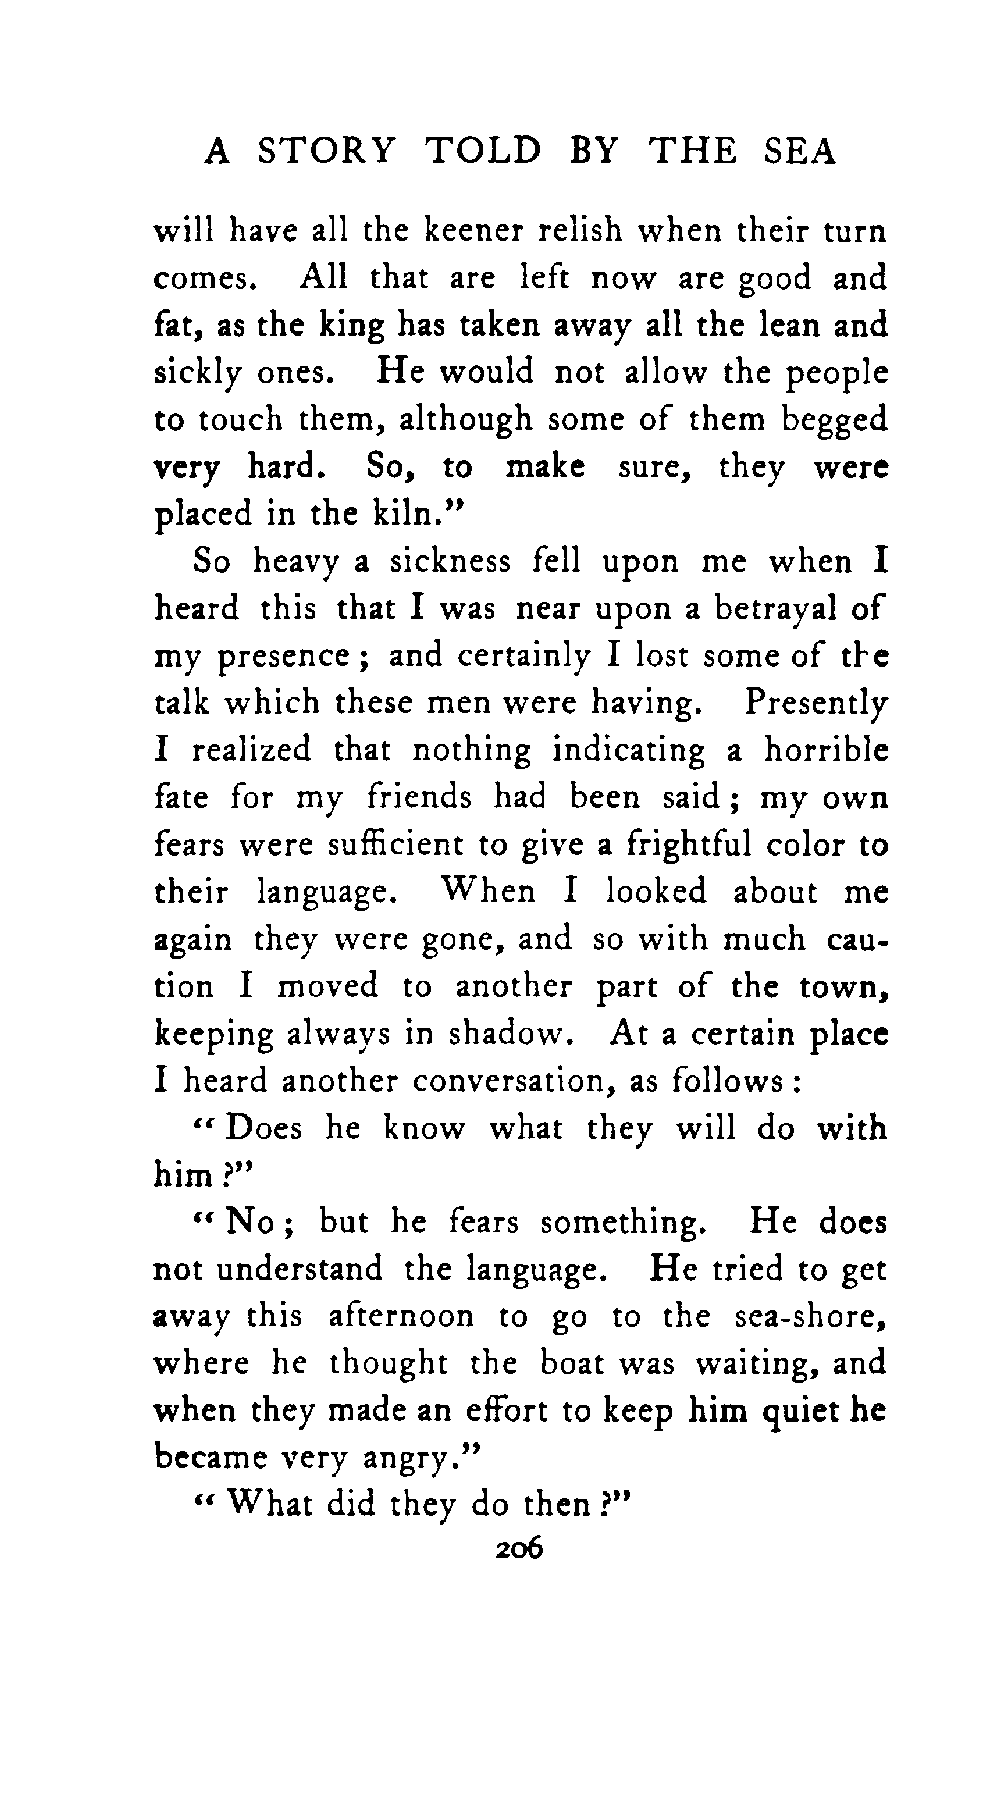 A STORY TOLD BY THE SEA
will have all the keener relish when their turn
comes. All that are left now are good and
fat, as the king has taken away all the lean and
sickly ones. He would not allow the people
to touch them, although some of them begged
very hard. So, to make sure, they were
placed in the kiln.”
So heavy a sickness fell upon me when I
heard this that I was near upon a betrayal of
my presence ; and certainly I lost some of the
talk which these men were having. Presently
I realized that nothing indicating a horrible
fate for my friends had been said ; my own
fears were sufficient to give a frightful color to
their language. When I looked about me
again they were gone, and so with much cau-
tion I moved to another part of the town,
keeping always in shadow. At a certain place
I heard another conversation, as follows :
“ Does he know what they will do with
him ?”
“ No ; but he fears something. He does
not understand the language. He tried to get
away this afternoon to go to the sea-shore,
where he thought the boat was waiting, and
when they made an effort to keep him quiet he
became very angry.”
“ What did they do then ?”
206